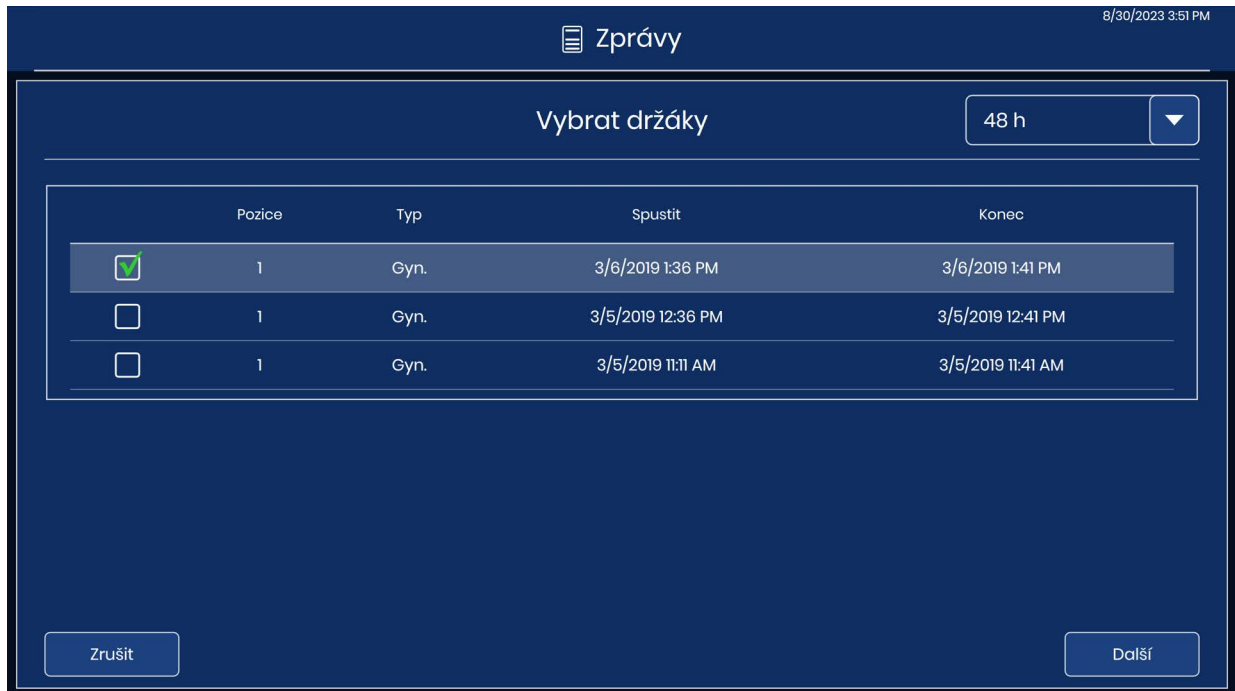 8/30/2023 3:51 PM
Zprávy
Vybrat držáky
48 h
Pozice Typ Spustit Konec
1 Gyn. 3/6/2019 1:36 PM 3/6/2019 1:41 PM
1 Gyn. 3/5/2019 12:36 PM 3/5/2019 12:41 PM
1 Gyn. 3/5/2019 11:11 AM 3/5/2019 11:41 AM
Zrušit Další